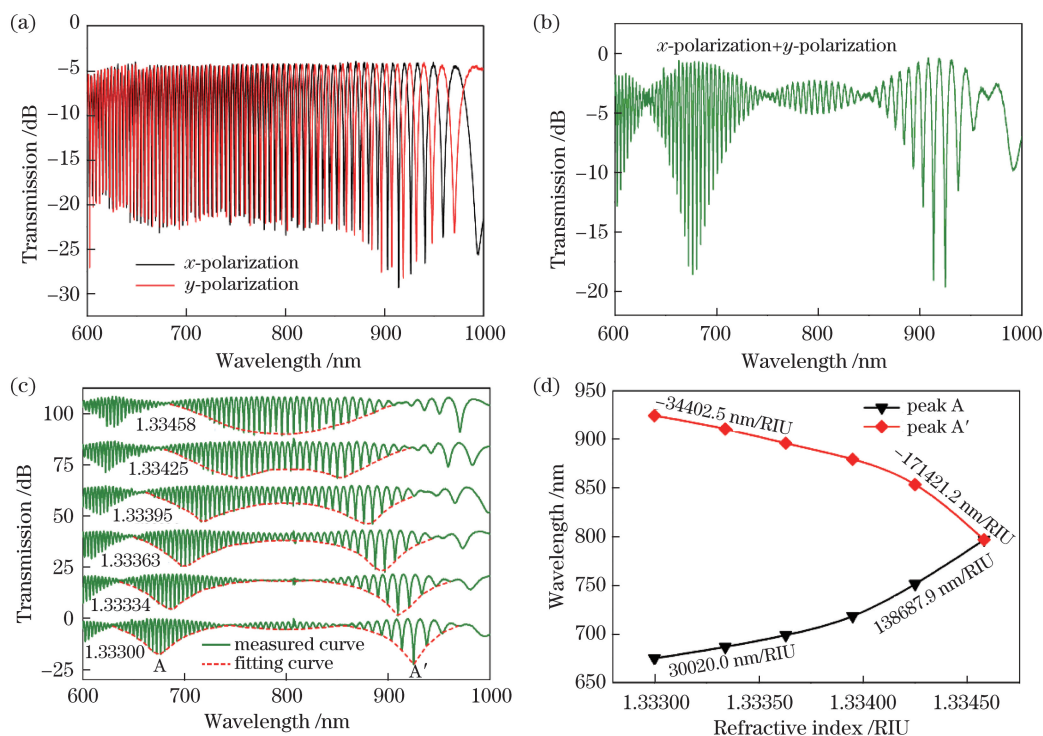 (a)
0
−5
−10
−15
−20
−25
−30
Transmission /dB
x-polarization
y-polarization
600 700 800 900 1000
Wavelength /nm
(b)
x-polarization+y-polarization
0
−5
−10
−15
−20
Transmission /dB
600 700 800 900 1000
Wavelength /nm
(c)
100
75
50
25
0
−25
Transmission /dB
1.33458
1.33425
1.33395
1.33363
1.33334
1.33300
A
A′
measured curve
fitting curve
600 700 800 900 1000
Wavelength /nm
(d)
950
900
850
800
750
700
650
Wavelength /nm
−34402.5 nm/RIU
−171421.2 nm/RIU
138687.9 nm/RIU
30020.0 nm/RIU
peak A
peak A′
1.33300 1.33350 1.33400 1.33450
Refractive index /RIU